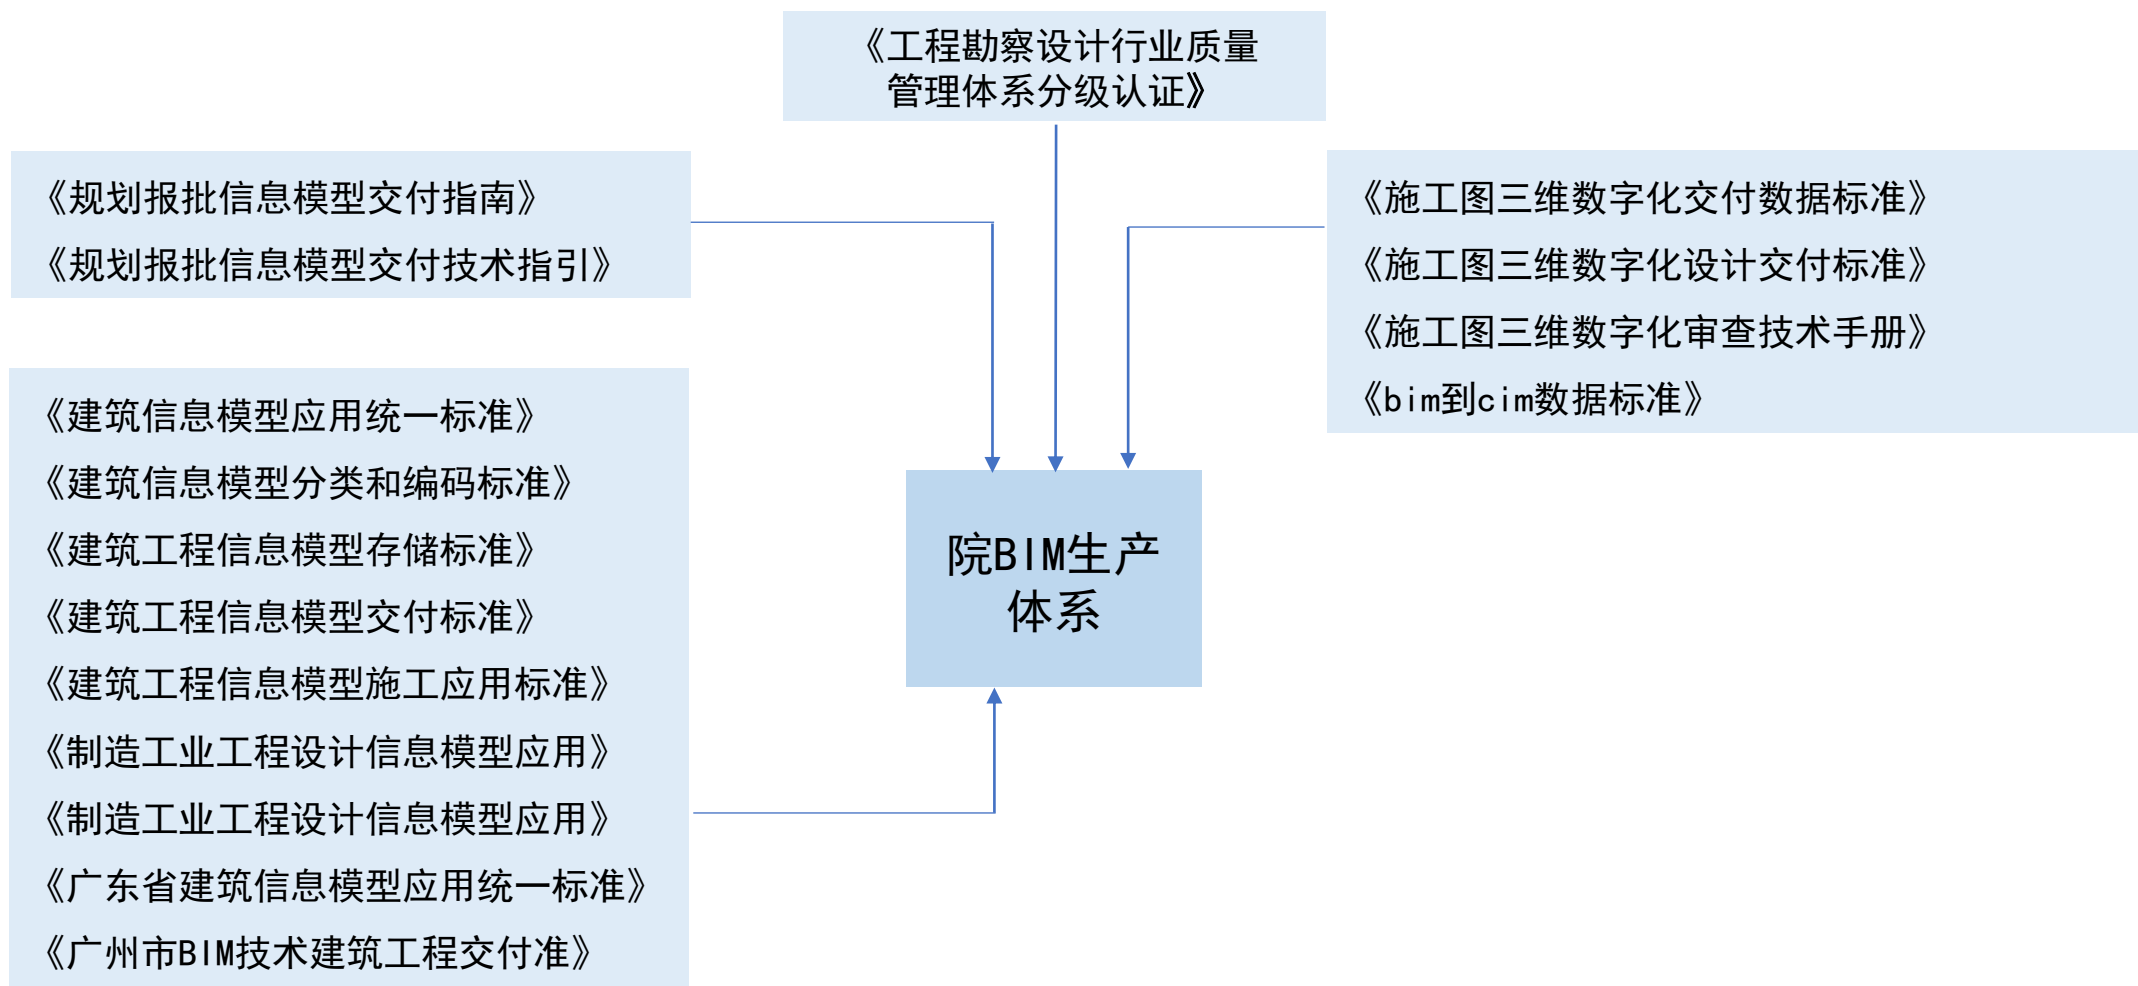 《工程勘察设计行业质量
管理体系分级认证》
《规划报批信息模型交付指南》
《规划报批信息模型交付技术指引》
《施工图三维数字化交付数据标准》
《施工图三维数字化设计交付标准》
《施工图三维数字化审查技术手册》
《bim到cim数据标准》
《建筑信息模型应用统一标准》
《建筑信息模型分类和编码标准》
《建筑工程信息模型存储标准》
《建筑工程信息模型交付标准》
《建筑工程信息模型施工应用标准》
《制造工业工程设计信息模型应用》
《制造工业工程设计信息模型应用》
《广东省建筑信息模型应用统一标准》
《广州市BIM技术建筑工程交付准》
院BIM生产
体系